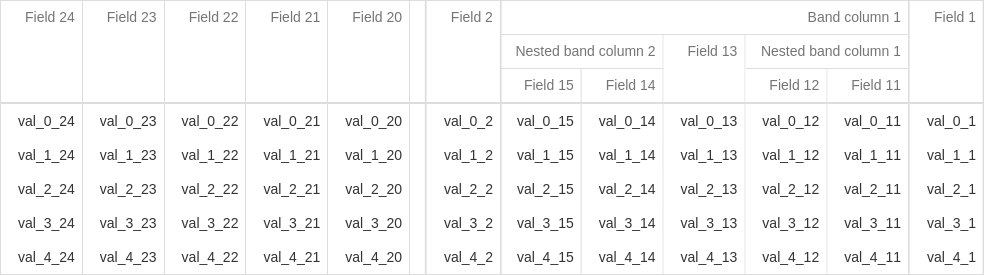 Field 24 Field 23 Field 22 Field 21 Field 20 Field 2 Band column 1 Field 1
Nested band column 2 Field 13 Nested band column 1
Field 15 Field 14 Field 12 Field 11
val_0_24 val_0_23 val_0_22 val_0_21 val_0_20 val_0_2 val_0_15 val_0_14 val_0_13 val_0_12 val_0_11 val_0_1
val_1_24 val_1_23 val_1_22 val_1_21 val_1_20 val_1_2 val_1_15 val_1_14 val_1_13 val_1_12 val_1_11 val_1_1
val_2_24 val_2_23 val_2_22 val_2_21 val_2_20 val_2_2 val_2_15 val_2_14 val_2_13 val_2_12 val_2_11 val_2_1
val_3_24 val_3_23 val_3_22 val_3_21 val_3_20 val_3_2 val_3_15 val_3_14 val_3_13 val_3_12 val_3_11 val_3_1
val_4_24 val_4_23 val_4_22 val_4_21 val_4_20 val_4_2 val_4_15 val_4_14 val_4_13 val_4_12 val_4_11 val_4_1